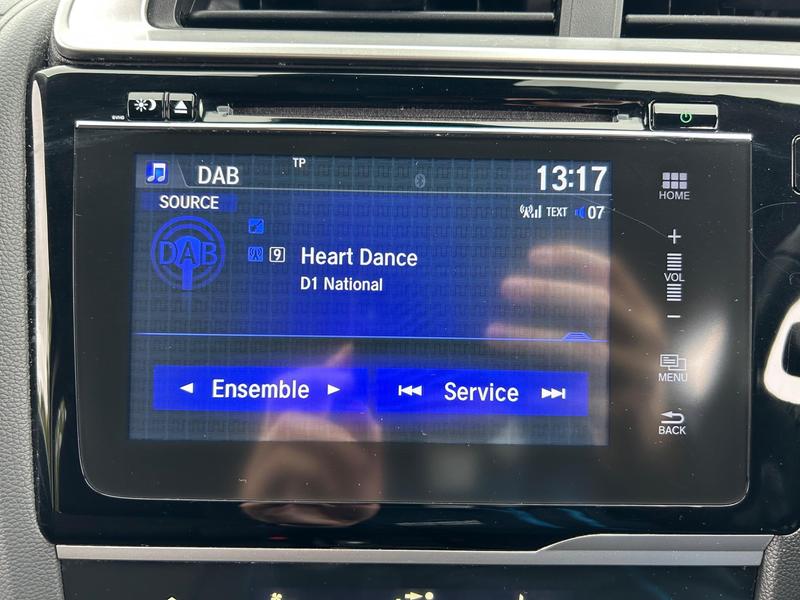 DAB
TP
13:17
SOURCE
TEXT
07
DAB
9
Heart Dance
D1 National
Ensemble
Service
HOME
+
VOL
−
MENU
BACK